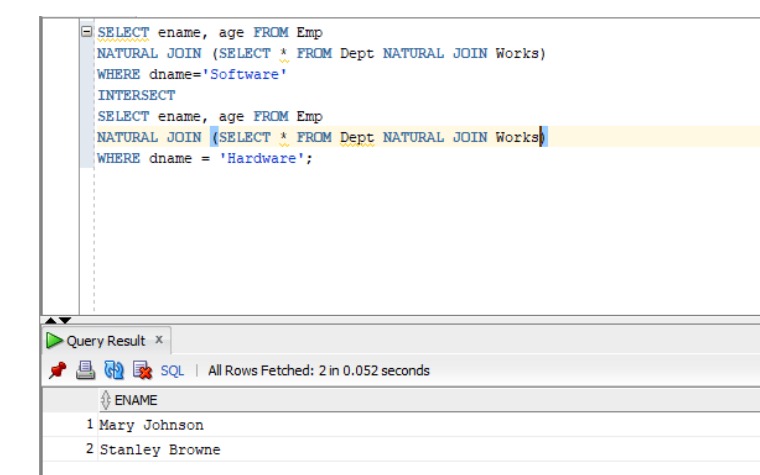 SELECT ename, age FROM Emp
NATURAL JOIN (SELECT * FROM Dept NATURAL JOIN Works)
WHERE dname='Software'
INTERSECT
SELECT ename, age FROM Emp
NATURAL JOIN (SELECT * FROM Dept NATURAL JOIN Works)
WHERE dname = 'Hardware';
Query Result x
SQL | All Rows Fetched: 2 in 0.052 seconds
ENAME
1 Mary Johnson
2 Stanley Browne